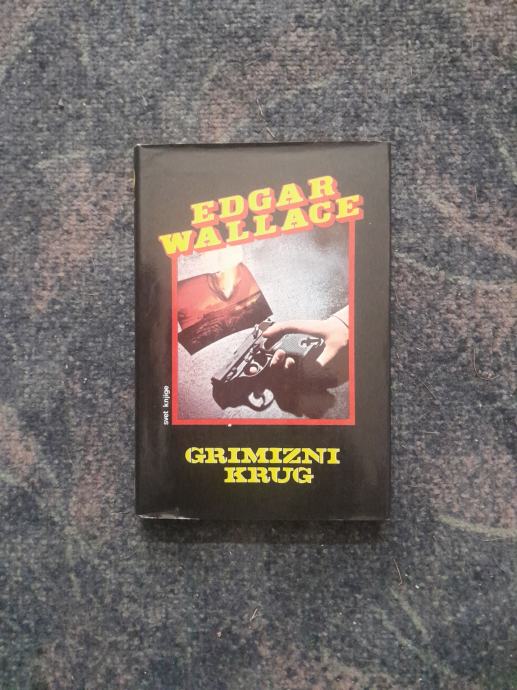 EDGAR
WALLACE
svet knjige
GRIMIZNI
KRUG